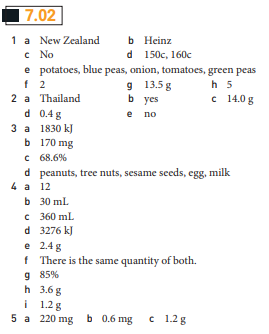 7.02
1 a New Zealand b Heinz
c No d 150c, 160c
e potatoes, blue peas, onion, tomatoes, green peas
f 2 g 13.5 g h 5
2 a Thailand b yes c 14.0 g
d 0.4 g e no
3 a 1830 kJ
b 170 mg
c 68.6%
d peanuts, tree nuts, sesame seeds, egg, milk
4 a 12
b 30 mL
c 360 mL
d 3276 kJ
e 2.4 g
f There is the same quantity of both.
g 85%
h 3.6 g
i 1.2 g
5 a 220 mg b 0.6 mg c 1.2 g